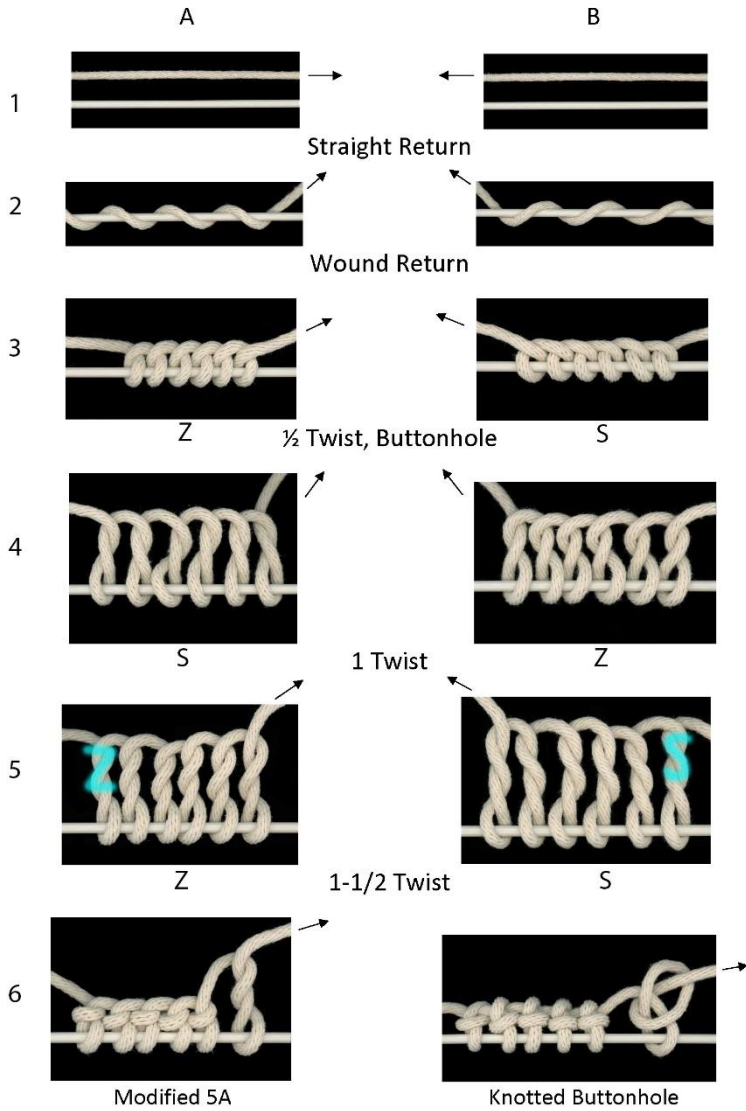 A B
1
Straight Return
2
Wound Return
3
Z S
½ Twist, Buttonhole
4
S Z
1 Twist
5
Z S
Z S
1-1/2 Twist
6
Modified 5A Knotted Buttonhole